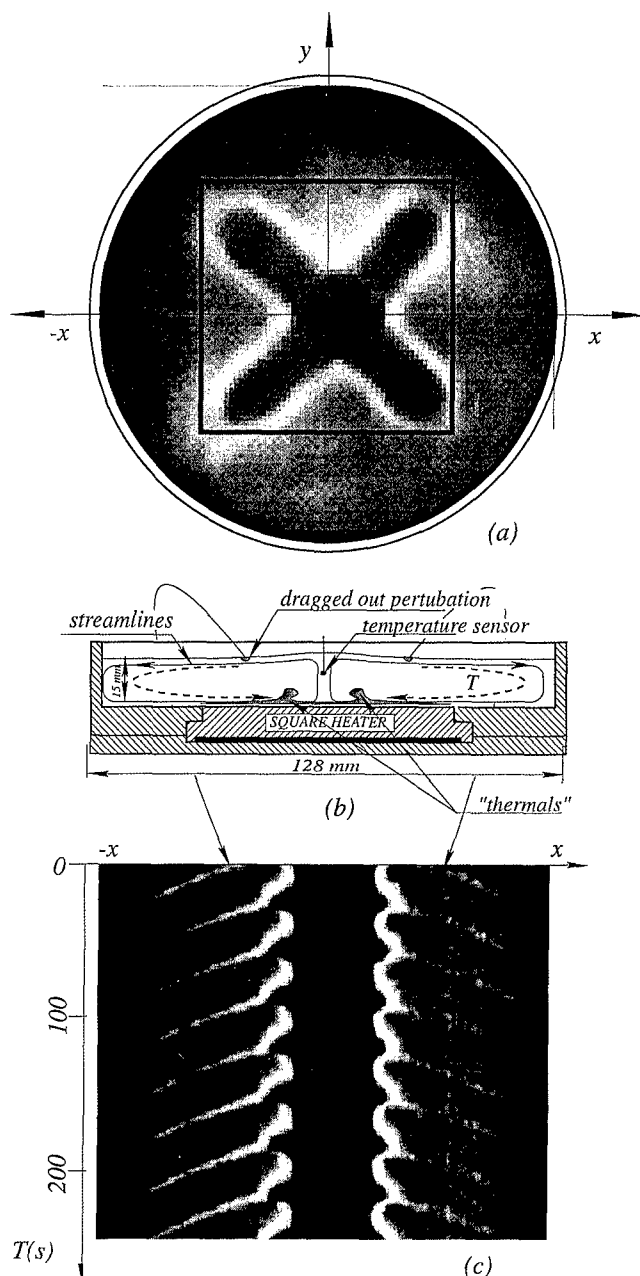 y
-x
x
(a)
streamlines
dragged out pertubation
temperature sensor
15 mm
T
SQUARE HEATER
128 mm
"thermals"
(b)
-x
x
0
100
200
T(s)
(c)